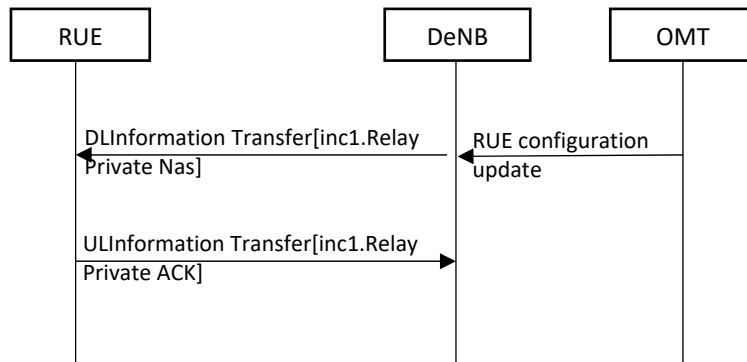 RUE
DeNB
OMT
DLInformation Transfer[inc1.Relay
Private Nas]
RUE configuration
update
ULInformation Transfer[inc1.Relay
Private ACK]